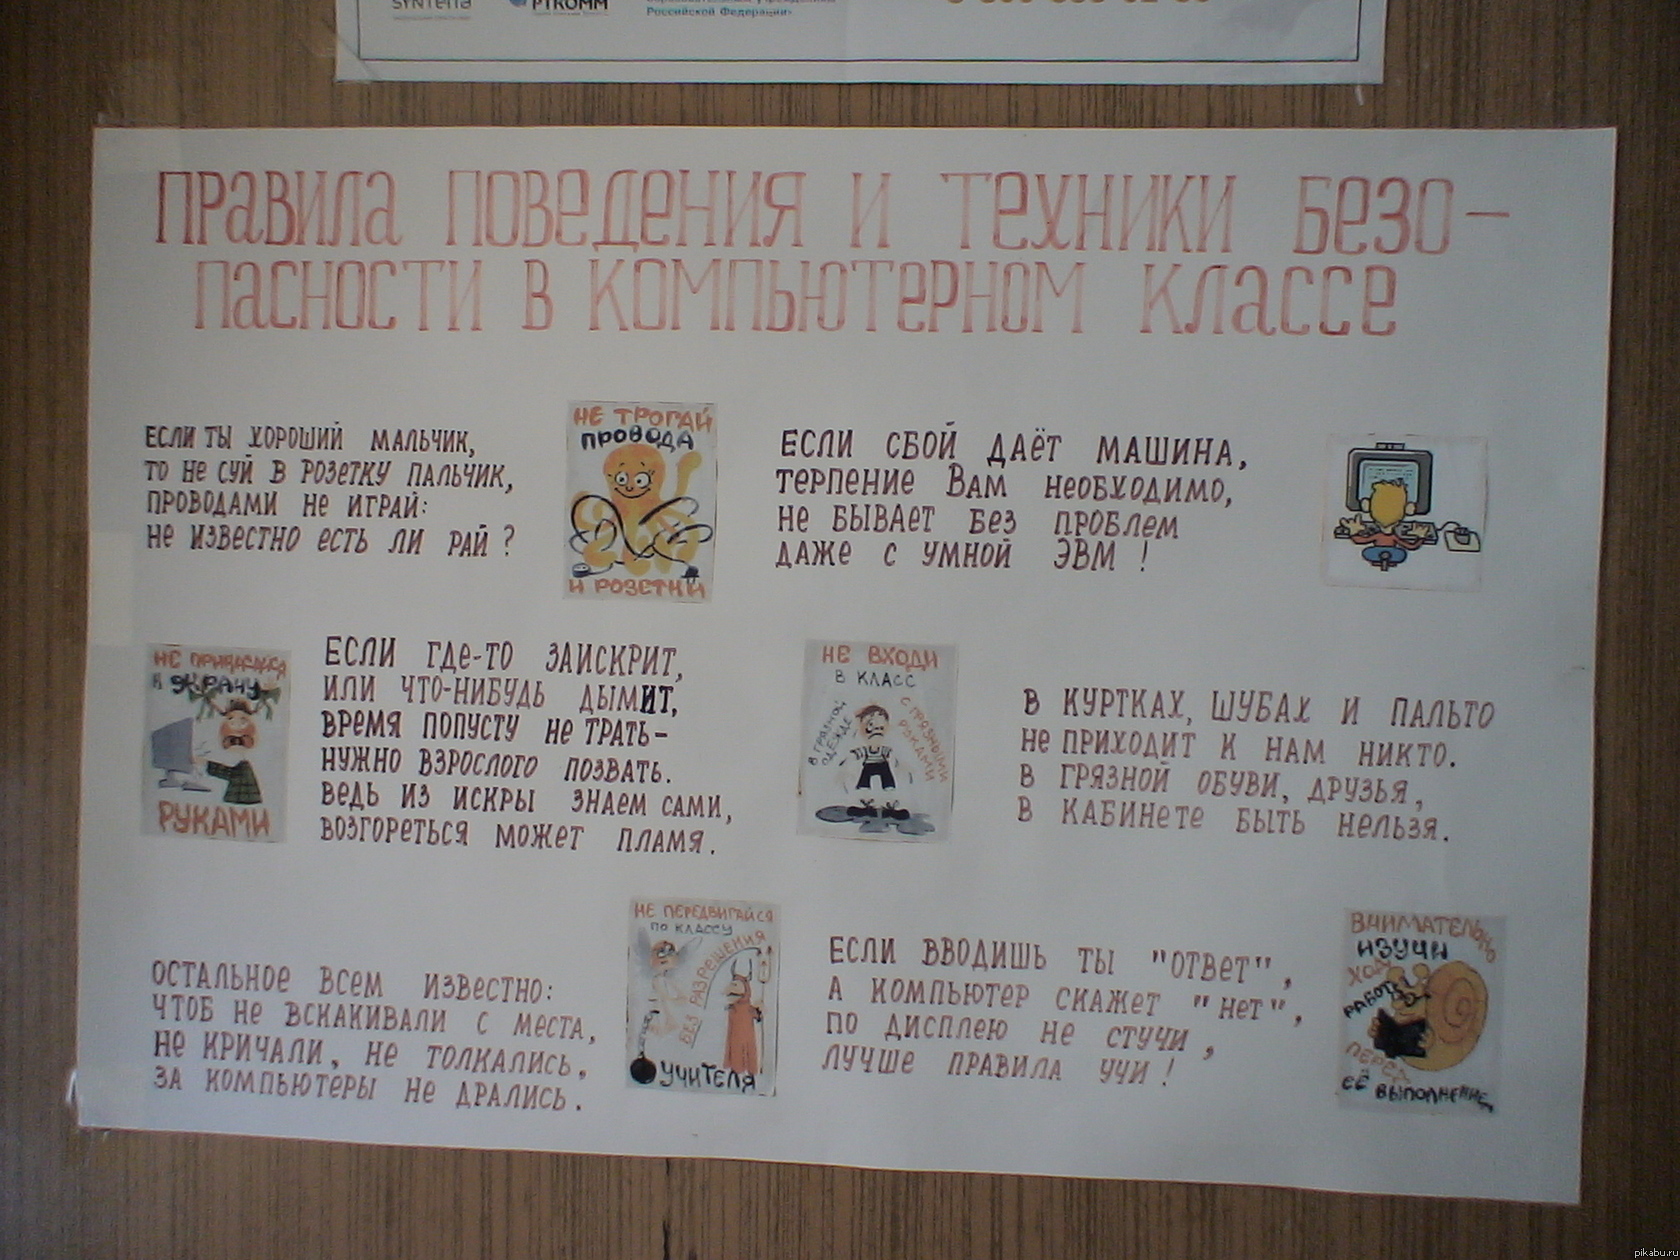 SYNTERRA
РТКОММ
Российской Федерации»
ПРАВИЛА ПОВЕДЕНИЯ И ТЕХНИКИ БЕЗО-
ПАСНОСТИ В КОМПЬЮТЕРНОМ КЛАССЕ
ЕСЛИ ТЫ ХОРОШИЙ МАЛЬЧИК,
ТО НЕ СУЙ В РОЗЕТКУ ПАЛЬЧИК,
ПРОВОДАМИ НЕ ИГРАЙ:
НЕ ИЗВЕСТНО ЕСТЬ ЛИ РАЙ ?
НЕ ТРОГАЙ
ПРОВОДА
И РОЗЕТКИ
ЕСЛИ СБОЙ ДАЁТ МАШИНА,
ТЕРПЕНИЕ ВАМ НЕОБХОДИМО,
НЕ БЫВАЕТ БЕЗ ПРОБЛЕМ
ДАЖЕ С УМНОЙ ЭВМ !
НЕ ПРИКАСАЙСЯ
К ЭКРАНУ
РУКАМИ
ЕСЛИ ГДЕ-ТО ЗАИСКРИТ,
ИЛИ ЧТО-НИБУДЬ ДЫМИТ,
ВРЕМЯ ПОПУСТУ НЕ ТРАТЬ-
НУЖНО ВЗРОСЛОГО ПОЗВАТЬ.
ВЕДЬ ИЗ ИСКРЫ ЗНАЕМ САМИ,
ВОЗГОРЕТЬСЯ МОЖЕТ ПЛАМЯ.
НЕ ВХОДИ
В КЛАСС
В ГРЯЗНОЙ
ОДЕЖДЕ
С ГРЯЗНЫМИ
РУКАМИ
В КУРТКАХ, ШУБАХ И ПАЛЬТО
НЕ ПРИХОДИТ К НАМ НИКТО.
В ГРЯЗНОЙ ОБУВИ, ДРУЗЬЯ,
В КАБИНЕТЕ БЫТЬ НЕЛЬЗЯ.
ОСТАЛЬНОЕ ВСЕМ ИЗВЕСТНО:
ЧТОБ НЕ ВСКАКИВАЛИ С МЕСТА,
НЕ КРИЧАЛИ, НЕ ТОЛКАЛИСЬ,
ЗА КОМПЬЮТЕРЫ НЕ ДРАЛИСЬ.
НЕ ПЕРЕДВИГАЙСЯ
ПО КЛАССУ
БЕЗ РАЗРЕШЕНИЯ
УЧИТЕЛЯ
ЕСЛИ ВВОДИШЬ ТЫ "ОТВЕТ",
А КОМПЬЮТЕР СКАЖЕТ "НЕТ",
ПО ДИСПЛЕЮ НЕ СТУЧИ,
ЛУЧШЕ ПРАВИЛА УЧИ !
ВНИМАТЕЛЬНО
ИЗУЧИ
ХОД
РАБОТЫ
ПЕРЕД
ЕЁ ВЫПОЛНЕНИЕМ
pikabu.ru